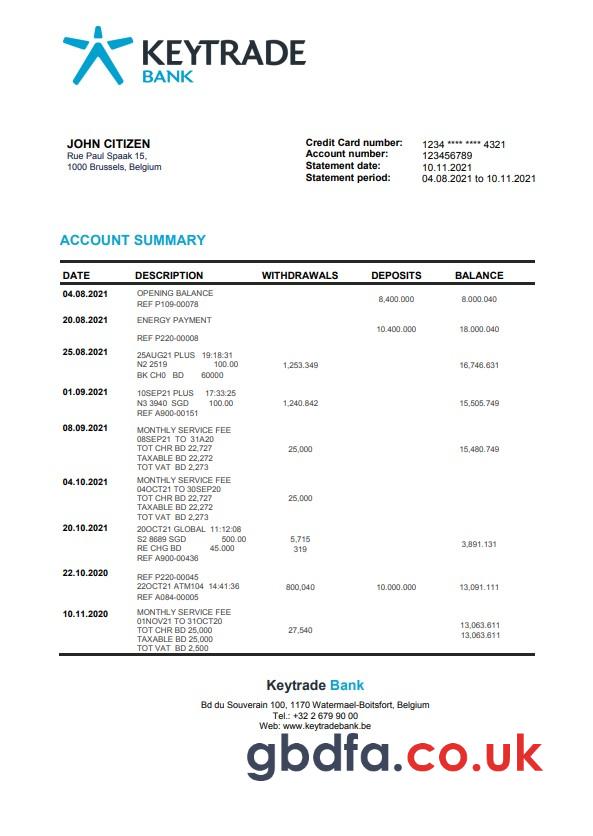 KEYTRADE
BANK
JOHN CITIZEN
Rue Paul Spaak 15,
1000 Brussels, Belgium
Credit Card number: 1234 **** **** 4321
Account number: 123456789
Statement date: 10.11.2021
Statement period: 04.08.2021 to 10.11.2021
ACCOUNT SUMMARY
DATE DESCRIPTION WITHDRAWALS DEPOSITS BALANCE
04.08.2021 OPENING BALANCE
8,400.000 8.000.040
REF P109-00078
20.08.2021 ENERGY PAYMENT
10.400.000 18.000.040
REF P220-00008
25.08.2021 25AUG21 PLUS 19:18:31
N2 2519 100.00 1,253.349 16,746.631
BK CH0 BD 60000
01.09.2021 10SEP21 PLUS 17:33:25
N3 3940 SGD 100.00 1,240.842 15,505.749
REF A900-00151
08.09.2021 MONTHLY SERVICE FEE
08SEP21 TO 31A20
TOT CHR BD 22,727 25,000 15,480.749
TAXABLE BD 22,272
TOT VAT BD 2,273
04.10.2021 MONTHLY SERVICE FEE
04OCT21 TO 30SEP20
TOT CHR BD 22,727 25,000
TAXABLE BD 22,272
TOT VAT BD 2,273
20.10.2021 20OCT21 GLOBAL 11:12:08
S2 8689 SGD 500.00 5,715
RE CHG BD 45.000 319 3,891.131
REF A900-00436
22.10.2020 REF P220-00045
22OCT21 ATM104 14:41:36 800,040 10.000.000 13,091.111
REF A084-00005
10.11.2020 MONTHLY SERVICE FEE
01NOV21 TO 31OCT20 13,063.611
TOT CHR BD 25,000 27,540 13,063.611
TAXABLE BD 25,000
TOT VAT BD 2,500
Keytrade Bank
Bd du Souverain 100, 1170 Watermael-Boitsfort, Belgium
Tel.: +32 2 679 90 00
Web: www.keytradebank.be
gbdfa.co.uk